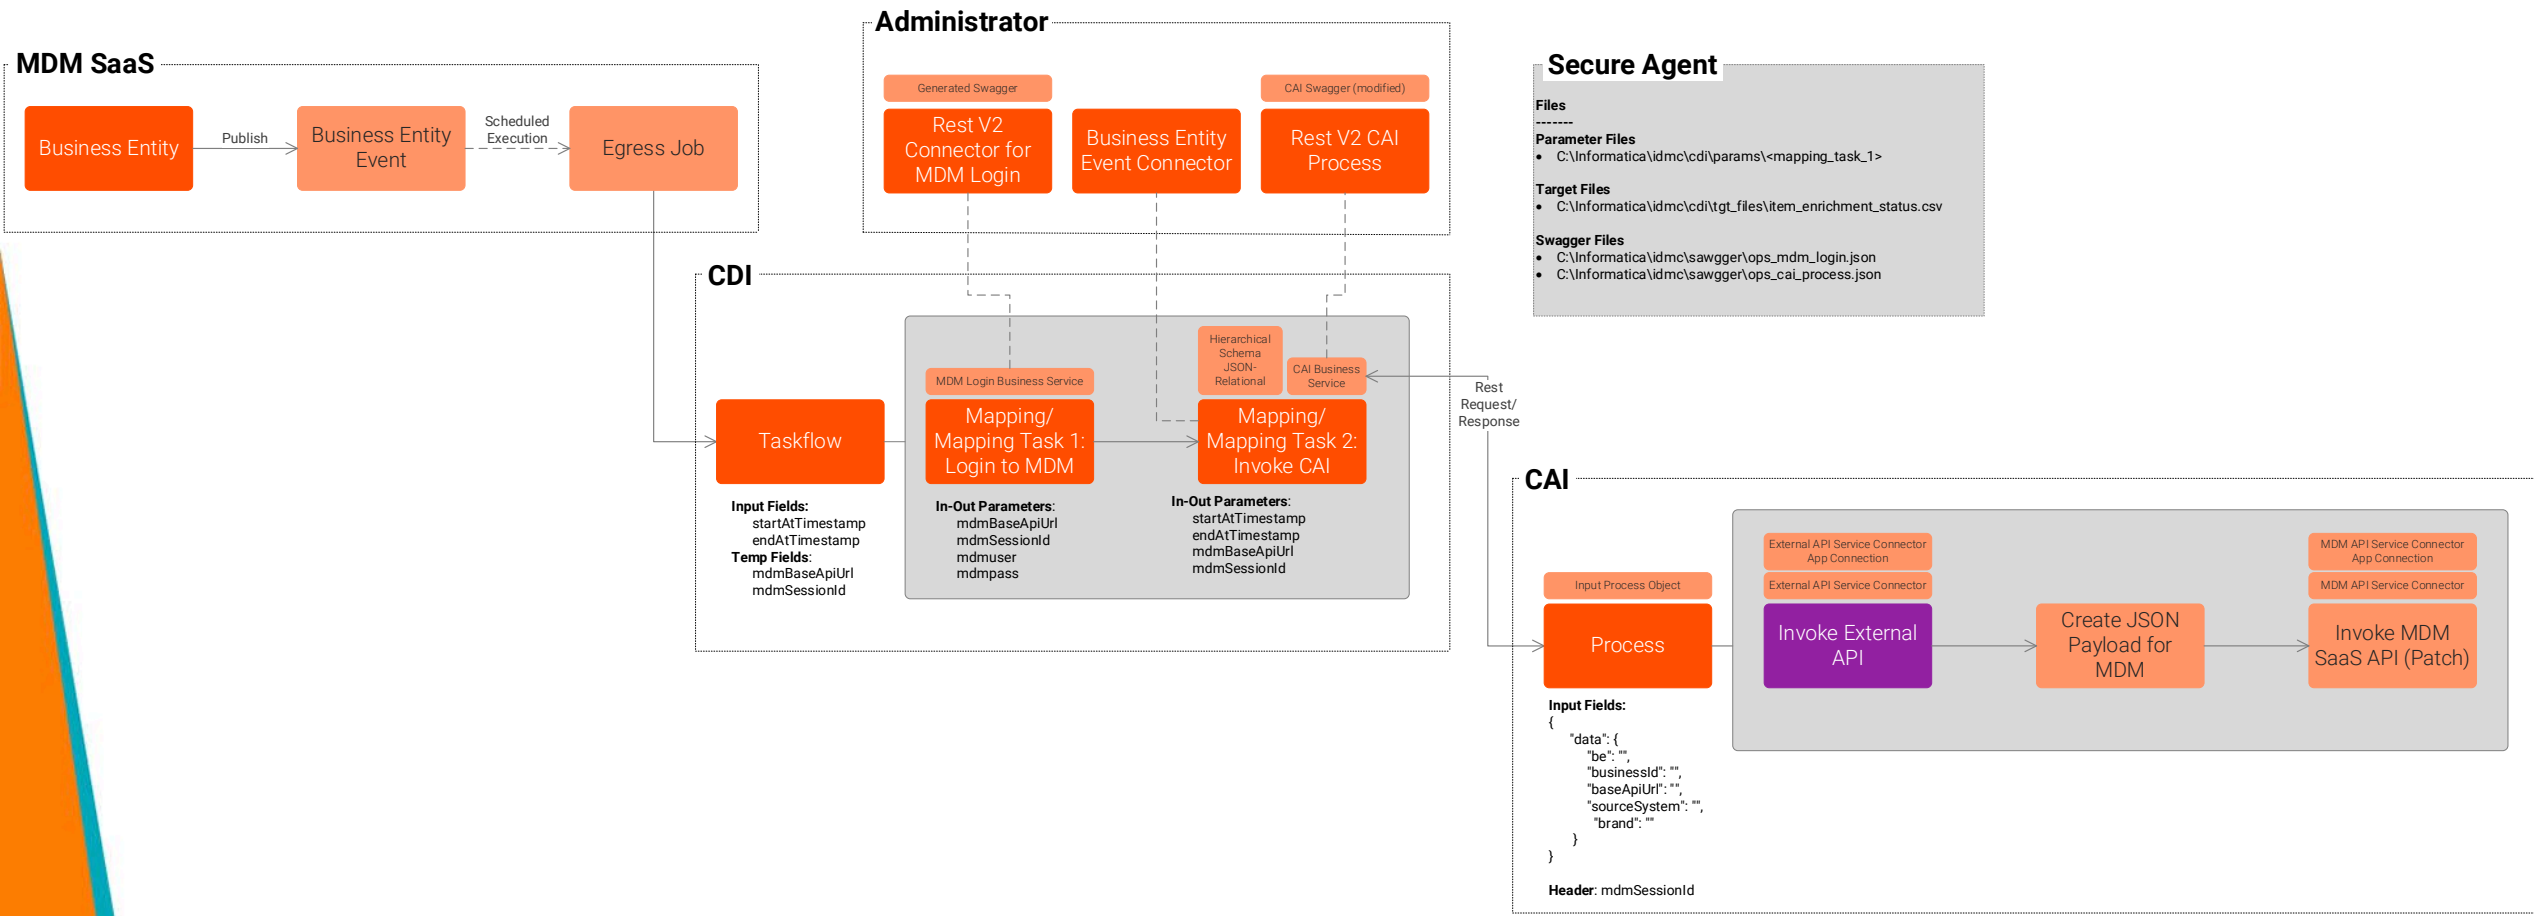 MDM SaaS
Business Entity
Publish
Business Entity
Event
Scheduled
Execution
Egress Job
Administrator
Generated Swagger
Rest V2
Connector for
MDM Login
Business Entity
Event Connector
CAI Swagger (modified)
Rest V2 CAI
Process
Secure Agent
Files
-------
Parameter Files
• C:\Informatica\idmc\cdi\params\<mapping_task_1>
Target Files
• C:\Informatica\idmc\cdi\tgt_files\item_enrichment_status.csv
Swagger Files
• C:\Informatica\idmc\sawgger\ops_mdm_login.json
• C:\Informatica\idmc\sawgger\ops_cai_process.json
CDI
Taskflow
Input Fields:
startAtTimestamp
endAtTimestamp
Temp Fields:
mdmBaseApiUrl
mdmSessionId
MDM Login Business Service
Mapping/
Mapping Task 1:
Login to MDM
In-Out Parameters:
mdmBaseApiUrl
mdmSessionId
mdmuser
mdmpass
Hierarchical
Schema
JSON-
Relational
CAI Business
Service
Mapping/
Mapping Task 2:
Invoke CAI
In-Out Parameters:
startAtTimestamp
endAtTimestamp
mdmBaseApiUrl
mdmSessionId
Rest
Request/
Response
CAI
Input Process Object
Process
Input Fields:
{
"data": {
"be": "",
"businessId": "",
"baseApiUrl": "",
"sourceSystem": "",
"brand": ""
}
}
Header: mdmSessionId
External API Service Connector
App Connection
External API Service Connector
Invoke External
API
Create JSON
Payload for
MDM
MDM API Service Connector
App Connection
MDM API Service Connector
Invoke MDM
SaaS API (Patch)